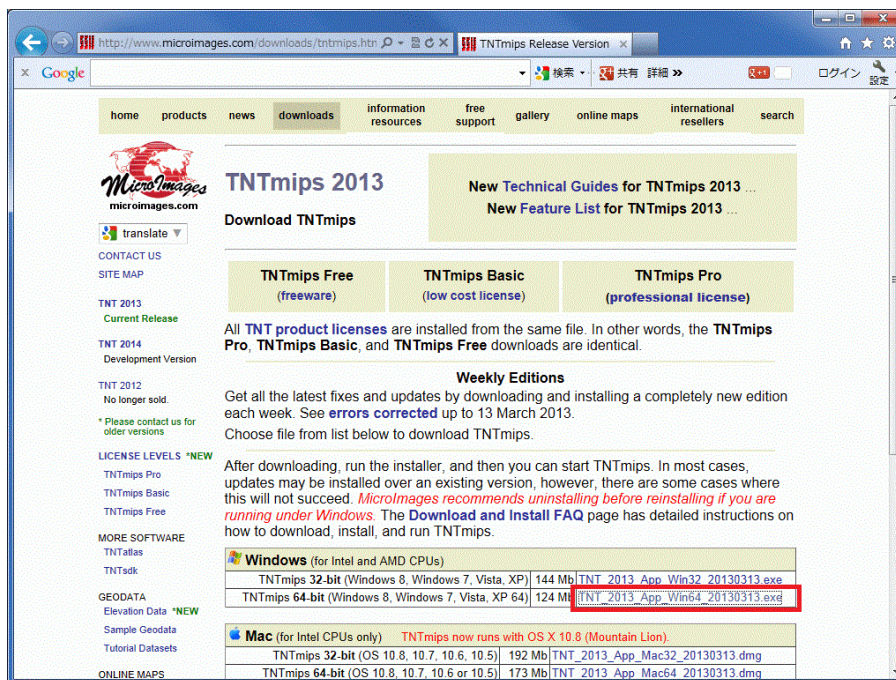 http://www.microimages.com/downloads/tntmips.htm
TNTmips Release Version
Google
検索
共有
詳細 »
ログイン
設定
home
products
news
downloads
information resources
free support
gallery
online maps
international resellers
search
MicroImages
microimages.com
translate
CONTACT US
SITE MAP
TNT 2013
Current Release
TNT 2014
Development Version
TNT 2012
No longer sold.
* Please contact us for
older versions
LICENSE LEVELS *NEW
TNTmips Pro
TNTmips Basic
TNTmips Free
MORE SOFTWARE
TNTatlas
TNTsdk
GEODATA
Elevation Data *NEW
Sample Geodata
Tutorial Datasets
ONLINE MAPS
TNTmips 2013
Download TNTmips
New Technical Guides for TNTmips 2013 ...
New Feature List for TNTmips 2013 ...
TNTmips Free
(freeware)
TNTmips Basic
(low cost license)
TNTmips Pro
(professional license)
All TNT product licenses are installed from the same file. In other words, the TNTmips
Pro, TNTmips Basic, and TNTmips Free downloads are identical.
Weekly Editions
Get all the latest fixes and updates by downloading and installing a completely new edition
each week. See errors corrected up to 13 March 2013.
Choose file from list below to download TNTmips.
After downloading, run the installer, and then you can start TNTmips. In most cases,
updates may be installed over an existing version, however, there are some cases where
this will not succeed. MicroImages recommends uninstalling before reinstalling if you are
running under Windows. The Download and Install FAQ page has detailed instructions on
how to download, install, and run TNTmips.
Windows (for Intel and AMD CPUs)
TNTmips 32-bit (Windows 8, Windows 7, Vista, XP) 144 Mb TNT_2013_App_Win32_20130313.exe
TNTmips 64-bit (Windows 8, Windows 7, Vista, XP 64) 124 Mb TNT_2013_App_Win64_20130313.exe
Mac (for Intel CPUs only) TNTmips now runs with OS X 10.8 (Mountain Lion).
TNTmips 32-bit (OS 10.8, 10.7, 10.6, 10.5) 192 Mb TNT_2013_App_Mac32_20130313.dmg
TNTmips 64-bit (OS 10.8, 10.7, 10.6 or 10.5) 173 Mb TNT_2013_App_Mac64_20130313.dmg